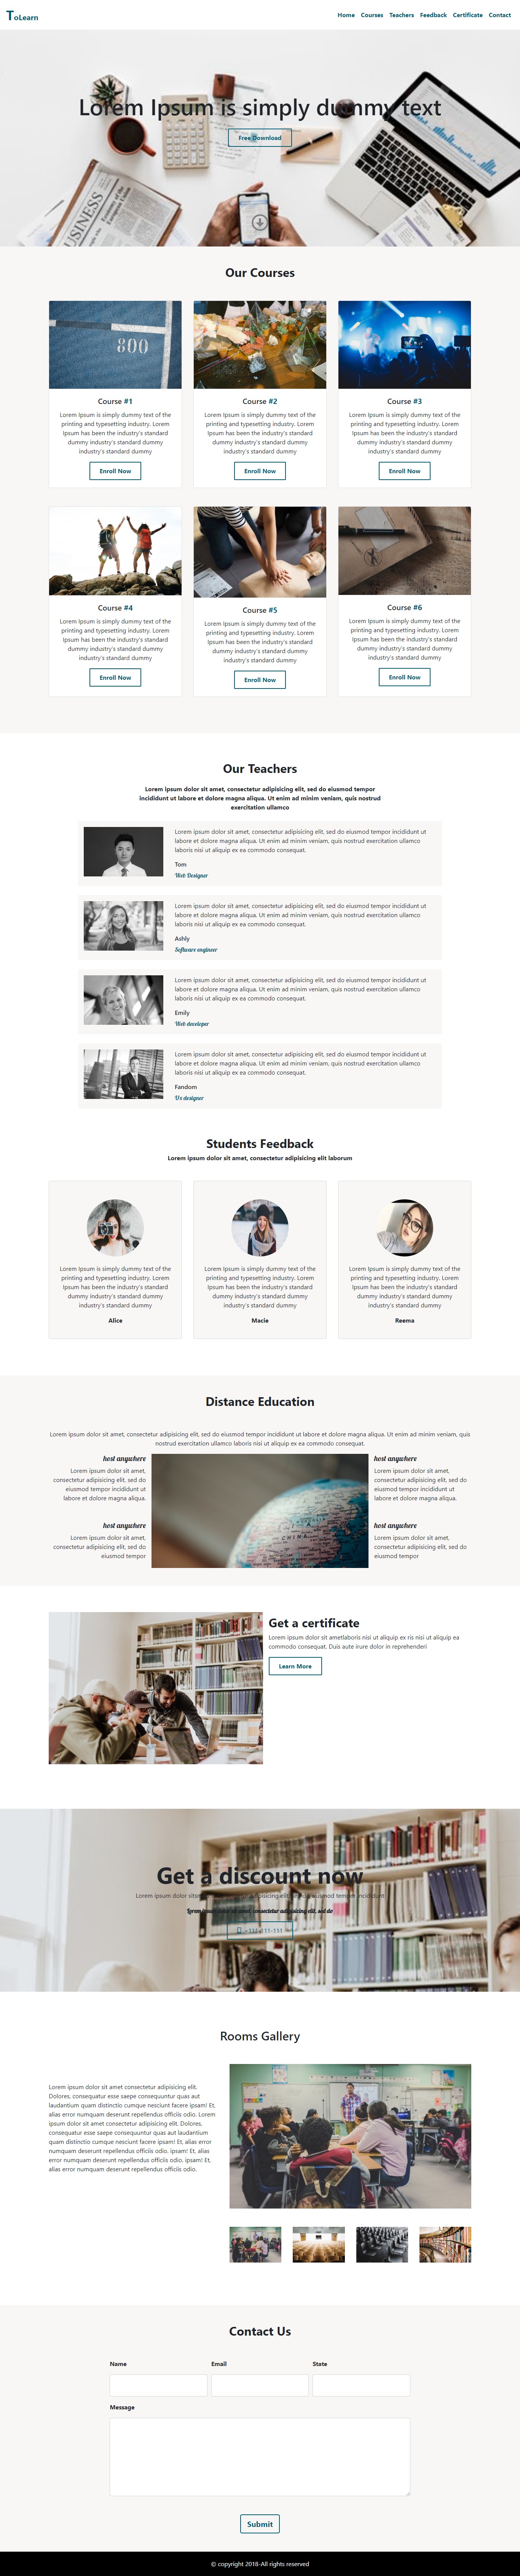 ToLearn
Home Courses Teachers Feedback Certificate Contact
Lorem Ipsum is simply dummy text
Free Download
BUSINESS
Our Courses
800
Course #1
Lorem Ipsum is simply dummy text of the
printing and typesetting industry. Lorem
Ipsum has been the industry's standard
dummy industry's standard dummy
industry's standard dummy
Enroll Now
Course #2
Lorem Ipsum is simply dummy text of the
printing and typesetting industry. Lorem
Ipsum has been the industry's standard
dummy industry's standard dummy
industry's standard dummy
Enroll Now
Course #3
Lorem Ipsum is simply dummy text of the
printing and typesetting industry. Lorem
Ipsum has been the industry's standard
dummy industry's standard dummy
industry's standard dummy
Enroll Now
Course #4
Lorem Ipsum is simply dummy text of the
printing and typesetting industry. Lorem
Ipsum has been the industry's standard
dummy industry's standard dummy
industry's standard dummy
Enroll Now
Course #5
Lorem Ipsum is simply dummy text of the
printing and typesetting industry. Lorem
Ipsum has been the industry's standard
dummy industry's standard dummy
industry's standard dummy
Enroll Now
Course #6
Lorem Ipsum is simply dummy text of the
printing and typesetting industry. Lorem
Ipsum has been the industry's standard
dummy industry's standard dummy
industry's standard dummy
Enroll Now
Our Teachers
Lorem ipsum dolor sit amet, consectetur adipisicing elit, sed do eiusmod tempor
incididunt ut labore et dolore magna aliqua. Ut enim ad minim veniam, quis nostrud
exercitation ullamco
Lorem ipsum dolor sit amet, consectetur adipisicing elit, sed do eiusmod tempor incididunt ut
labore et dolore magna aliqua. Ut enim ad minim veniam, quis nostrud exercitation ullamco
laboris nisi ut aliquip ex ea commodo consequat.
Tom
Web Designer
Lorem ipsum dolor sit amet, consectetur adipisicing elit, sed do eiusmod tempor incididunt ut
labore et dolore magna aliqua. Ut enim ad minim veniam, quis nostrud exercitation ullamco
laboris nisi ut aliquip ex ea commodo consequat.
Ashly
Software engineer
Lorem ipsum dolor sit amet, consectetur adipisicing elit, sed do eiusmod tempor incididunt ut
labore et dolore magna aliqua. Ut enim ad minim veniam, quis nostrud exercitation ullamco
laboris nisi ut aliquip ex ea commodo consequat.
Emily
Web developer
Lorem ipsum dolor sit amet, consectetur adipisicing elit, sed do eiusmod tempor incididunt ut
labore et dolore magna aliqua. Ut enim ad minim veniam, quis nostrud exercitation ullamco
laboris nisi ut aliquip ex ea commodo consequat.
Fandom
Ux designer
Students Feedback
Lorem ipsum dolor sit amet, consectetur adipisicing elit laborum
Lorem Ipsum is simply dummy text of the
printing and typesetting industry. Lorem
Ipsum has been the industry's standard
dummy industry's standard dummy
industry's standard dummy
Alice
Lorem Ipsum is simply dummy text of the
printing and typesetting industry. Lorem
Ipsum has been the industry's standard
dummy industry's standard dummy
industry's standard dummy
Macie
Lorem Ipsum is simply dummy text of the
printing and typesetting industry. Lorem
Ipsum has been the industry's standard
dummy industry's standard dummy
industry's standard dummy
Reema
Distance Education
Lorem ipsum dolor sit amet, consectetur adipisicing elit, sed do eiusmod tempor incididunt ut labore et dolore magna aliqua. Ut enim ad minim veniam, quis
nostrud exercitation ullamco laboris nisi ut aliquip ex ea commodo consequat.
host anywhere
Lorem ipsum dolor sit amet,
consectetur adipisicing elit, sed do
eiusmod tempor incididunt ut
labore et dolore magna aliqua.
host anywhere
Lorem ipsum dolor sit amet,
consectetur adipisicing elit, sed do
eiusmod tempor
CHINA
host anywhere
Lorem ipsum dolor sit amet,
consectetur adipisicing elit, sed do
eiusmod tempor incididunt ut
labore et dolore magna aliqua.
host anywhere
Lorem ipsum dolor sit amet,
consectetur adipisicing elit, sed do
eiusmod tempor
Get a certificate
Lorem ipsum dolor sit ametlaboris nisi ut aliquip ex ris nisi ut aliquip ea
commodo consequat. Duis aute irure dolor in reprehenderi
Learn More
Get a discount now
Lorem ipsum dolor sit adipisicing elit eiusmod tempor incididunt
Lorem ipsum dolor sit amet, consectetur adipisicing elit, sed do
+111-111-111
Rooms Gallery
Lorem ipsum dolor sit amet consectetur adipisicing elit.
Dolores, consequatur esse saepe consequuntur quas aut
laudantium quam distinctio cumque nesciunt facere ipsam! Et,
alias error numquam deserunt repellendus officiis odio. Lorem
ipsum dolor sit amet consectetur adipisicing elit. Dolores,
consequatur esse saepe consequuntur quas aut laudantium
quam distinctio cumque nesciunt facere ipsam! Et, alias error
numquam deserunt repellendus officiis odio. ipsam! Et, alias
error numquam deserunt repellendus officiis odio, ipsam! Et,
alias error numquam deserunt repellendus officiis odio.
Contact Us
Name Email State
Message
Submit
© copyright 2018-All rights reserved